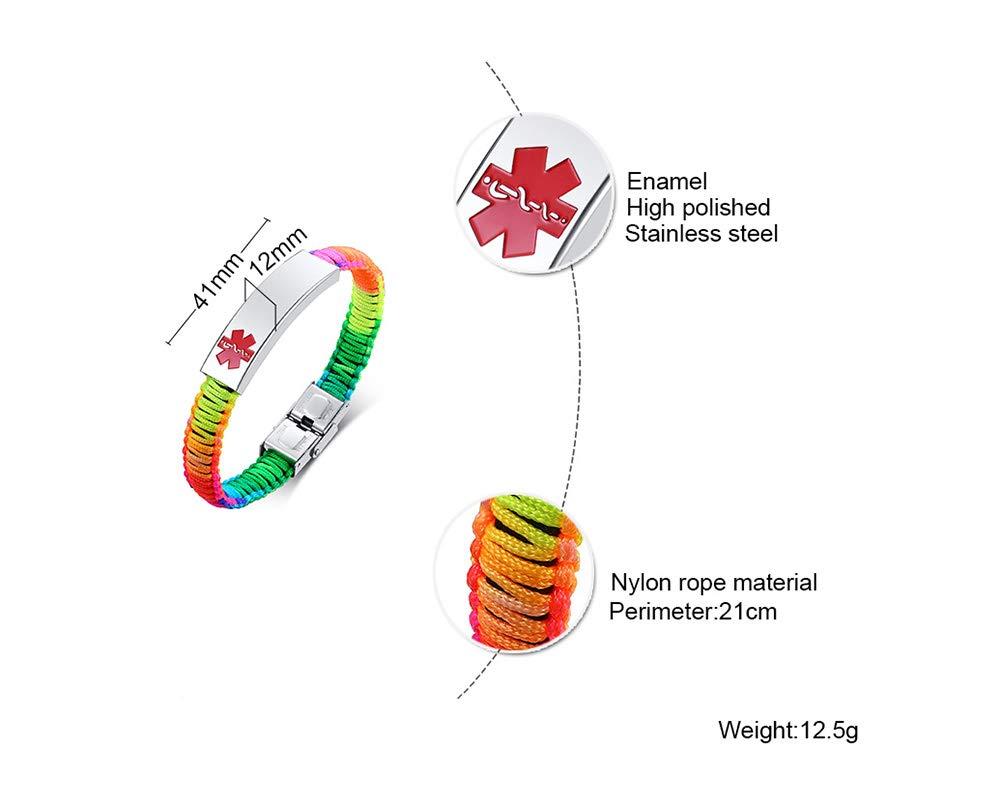 Enamel
High polished
Stainless steel
12mm
41mm
Nylon rope material
Perimeter:21cm
Weight:12.5g